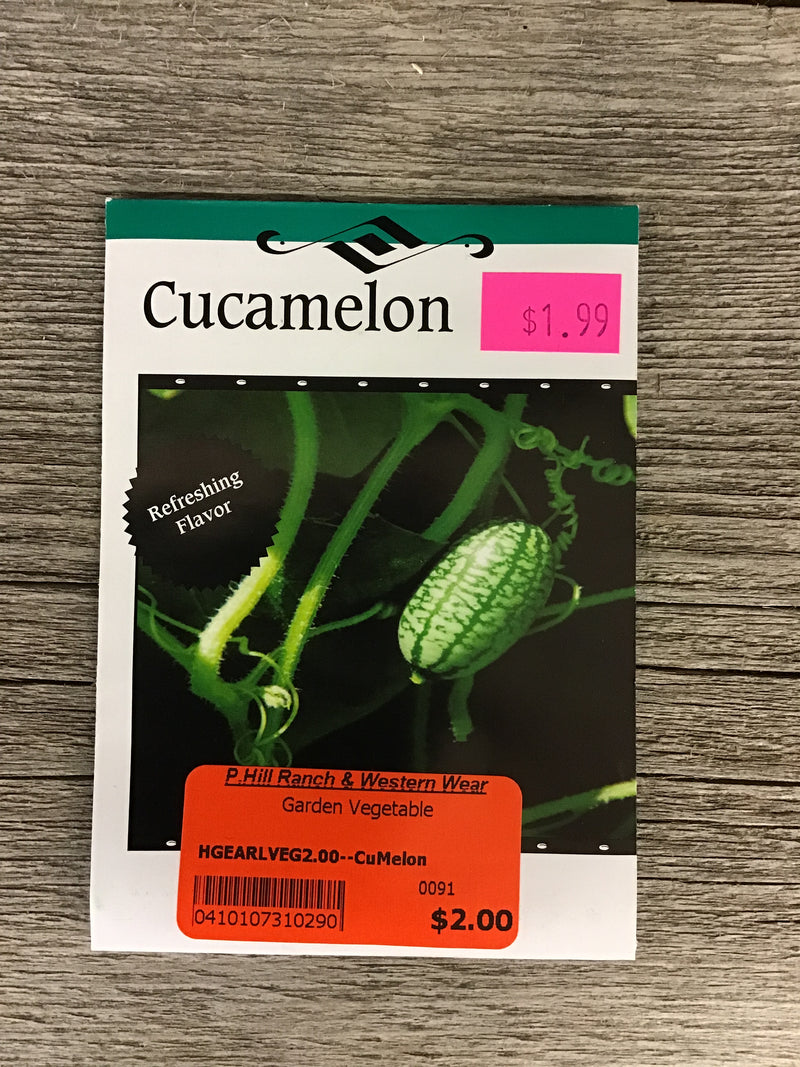 Cucamelon
$1.99
Refreshing
Flavor
P.Hill Ranch & Western Wear
Garden Vegetable
HGEARLVEG2.00--CuMelon
0091
0410107310290
$2.00